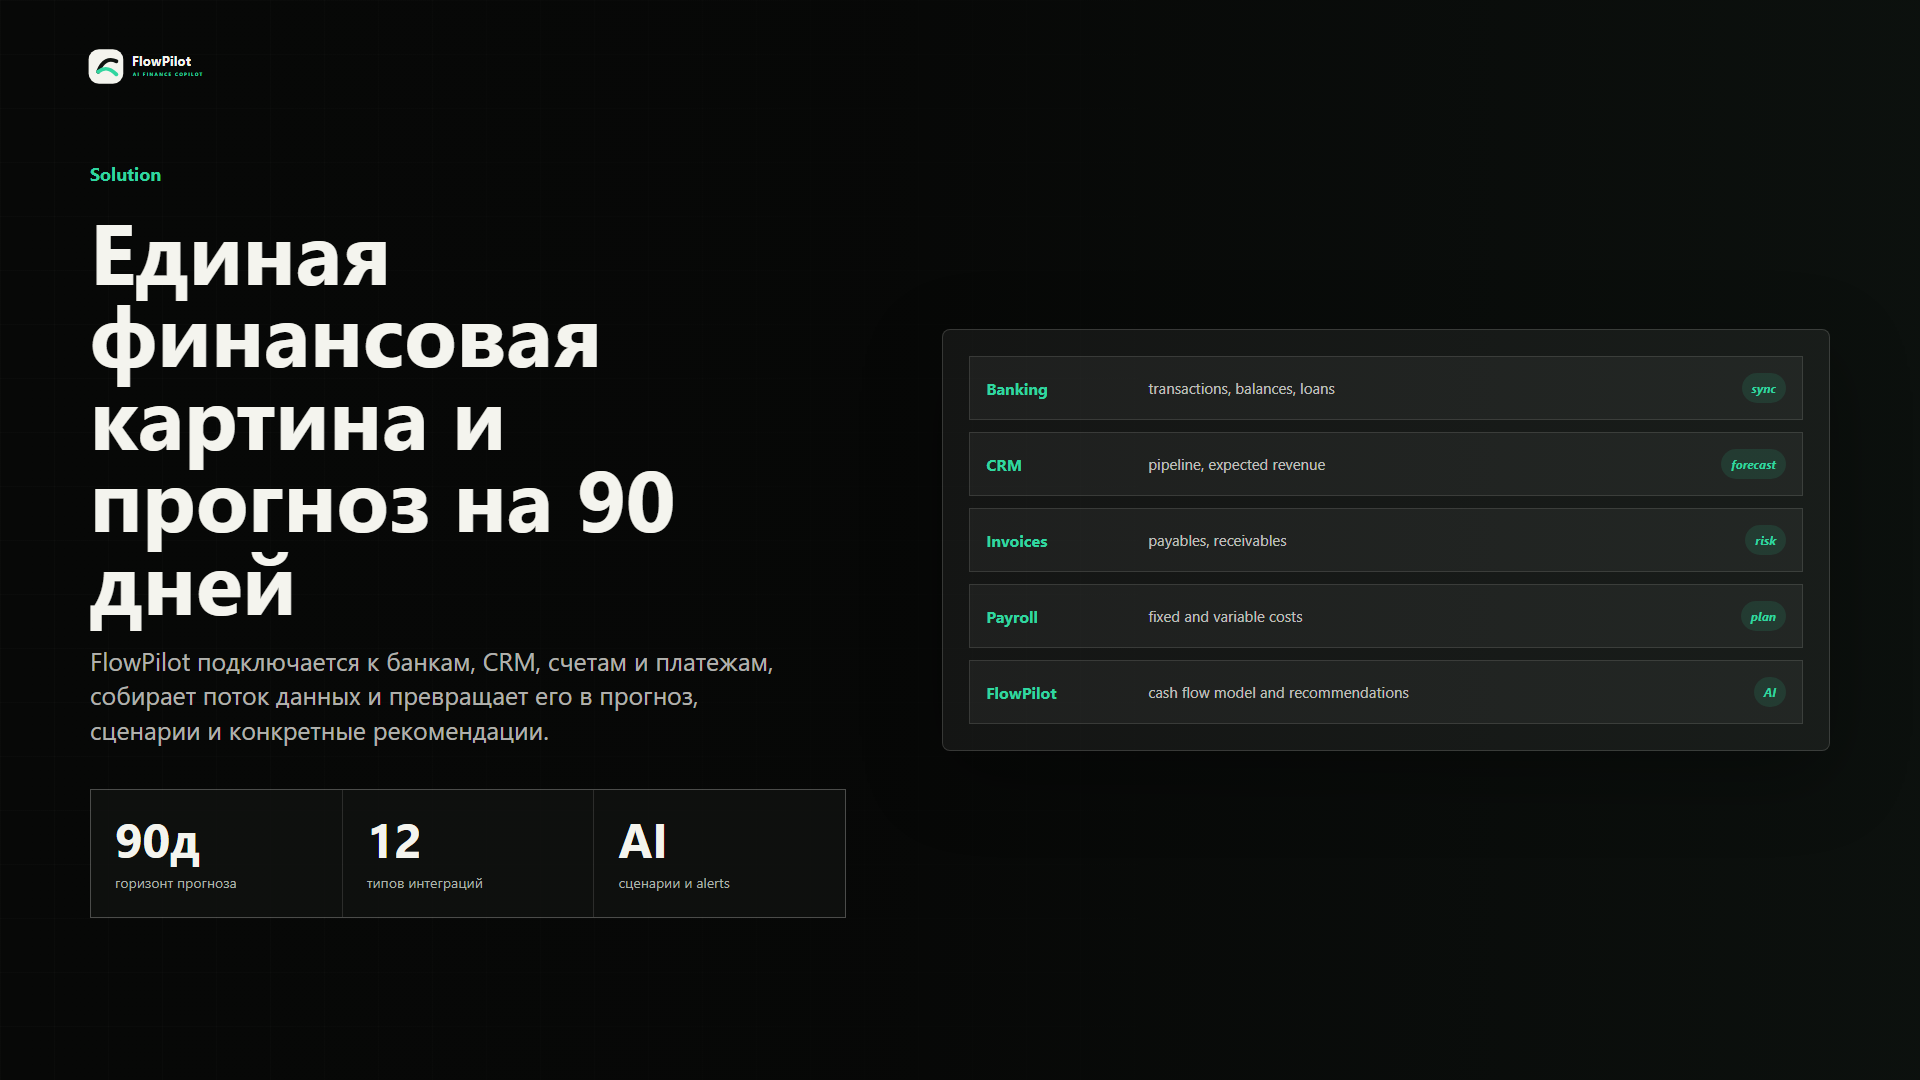 FlowPilot
AI FINANCE COPILOT
Solution
Единая
финансовая
картина и
прогноз на 90
дней
FlowPilot подключается к банкам, CRM, счетам и платежам,
собирает поток данных и превращает его в прогноз,
сценарии и конкретные рекомендации.
90д
горизонт прогноза
12
типов интеграций
AI
сценарии и alerts
Banking transactions, balances, loans sync
CRM pipeline, expected revenue forecast
Invoices payables, receivables risk
Payroll fixed and variable costs plan
FlowPilot cash flow model and recommendations AI